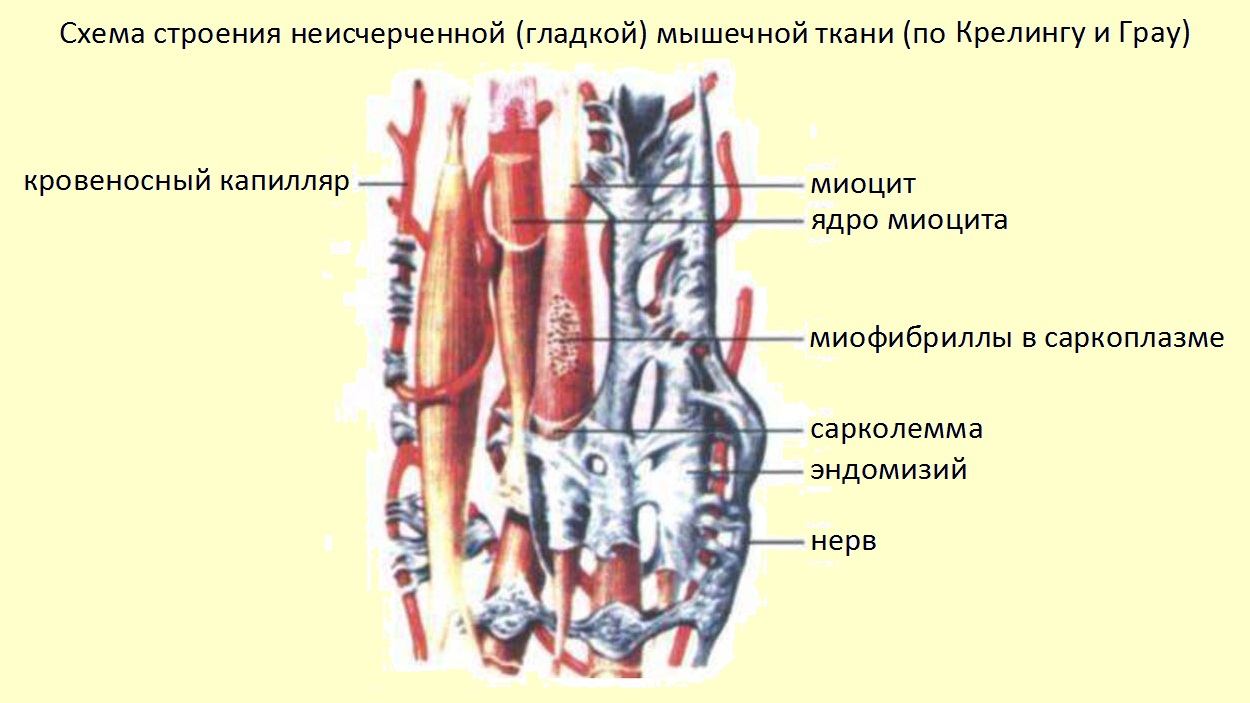 Схема строения неисчерченной (гладкой) мышечной ткани (по Крелингу и Грау)
кровеносный капилляр
миоцит
ядро миоцита
миофибриллы в саркоплазме
сарколемма
эндомизий
нерв